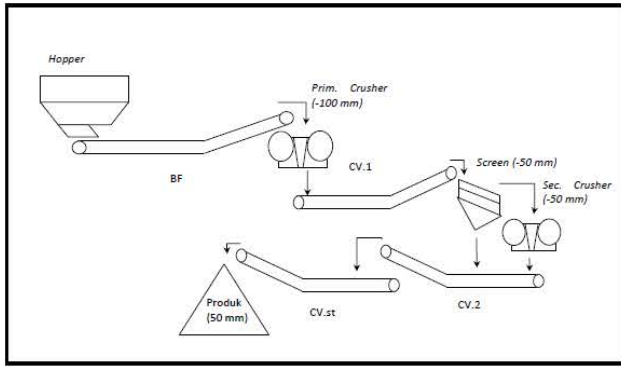 Hopper
Prim. Crusher
(-100 mm)
BF
CV.1
Screen (-50 mm)
Sec. Crusher
(-50 mm)
Produk
(50 mm)
CV.st
CV.2